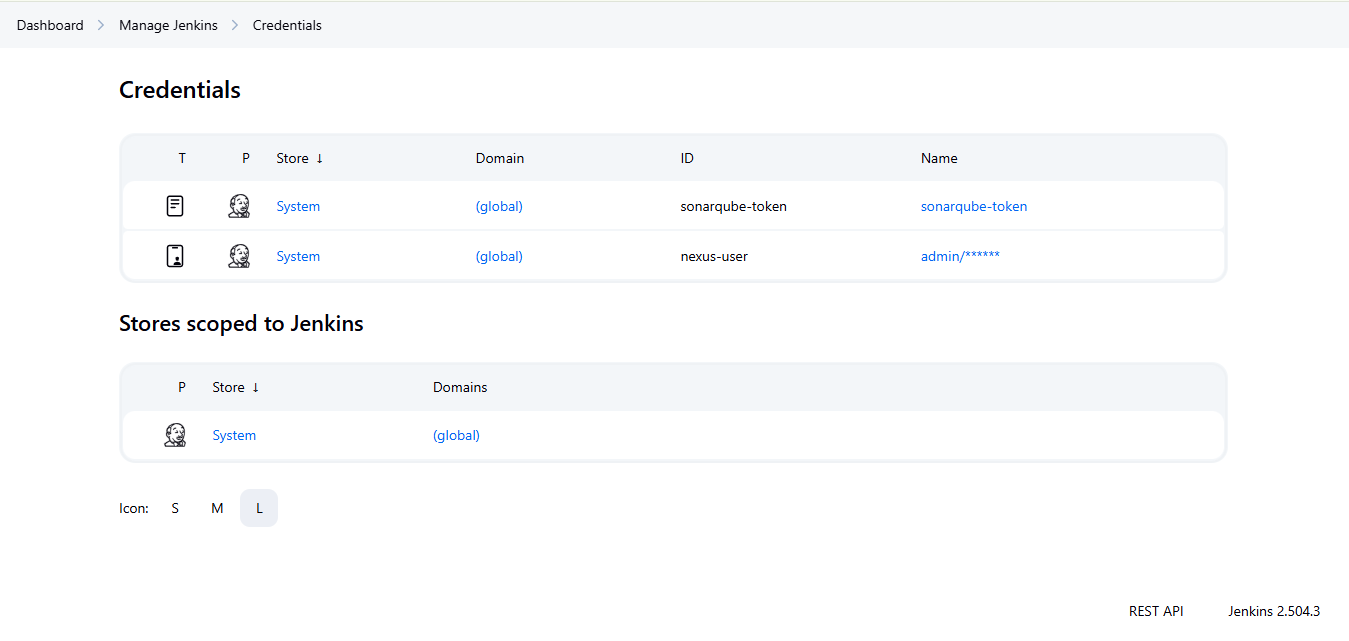 Dashboard > Manage Jenkins > Credentials
Credentials
T P Store ↓ Domain ID Name
System (global) sonarqube-token sonarqube-token
System (global) nexus-user admin/******
Stores scoped to Jenkins
P Store ↓ Domains
System (global)
Icon: S M L
REST API Jenkins 2.504.3